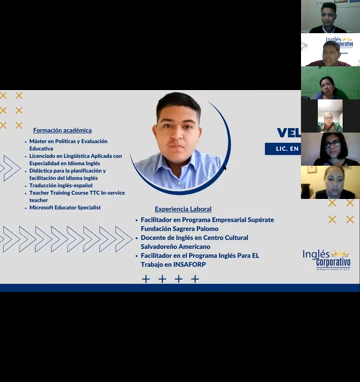 Inglés
Corporativo
Formación académica
Máster en Políticas y Evaluación
Educativa
Licenciado en Lingüística Aplicada con
Especialidad en Idioma Inglés
Didáctica para la planificación y
facilitación del idioma inglés
Traducción inglés-español
Teacher Training Course TTC In-service
teacher
Microsoft Educator Specialist
VEL
LIC. EN
Experiencia Laboral
Facilitador en Programa Empresarial Supérate
Fundación Sagrera Palomo
Docente de Inglés en Centro Cultural
Salvadoreño Americano
Facilitador en el Programa Inglés Para EL
Trabajo en INSAFORP
Inglés
Corporativo